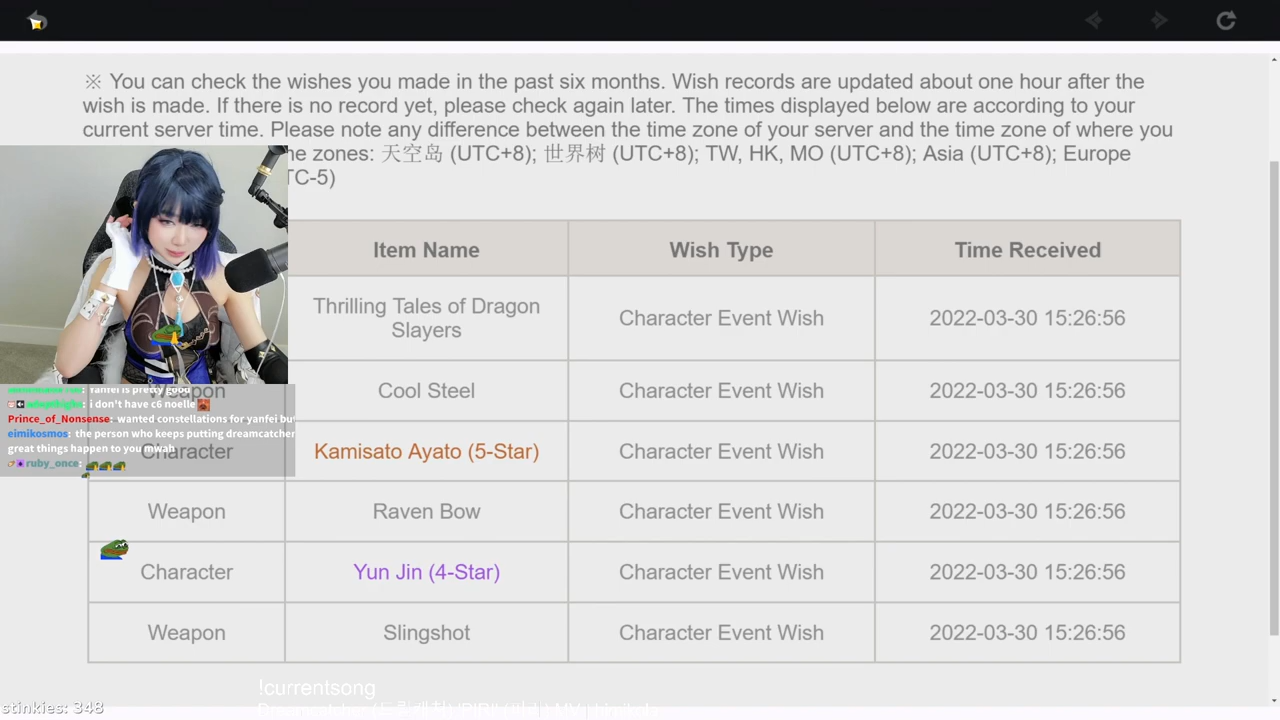 ※ You can check the wishes you made in the past six months. Wish records are updated about one hour after the
wish is made. If there is no record yet, please check again later. The times displayed below are according to your
current server time. Please note any difference between the time zone of your server and the time zone of where you
zones: 天空岛 (UTC+8); 世界树 (UTC+8); TW, HK, MO (UTC+8); Asia (UTC+8); Europe
TC-5)
Item Name Wish Type Time Received
Thrilling Tales of Dragon
Slayers
Character Event Wish 2022-03-30 15:26:56
Weapon Cool Steel Character Event Wish 2022-03-30 15:26:56
Character Kamisato Ayato (5-Star) Character Event Wish 2022-03-30 15:26:56
Weapon Raven Bow Character Event Wish 2022-03-30 15:26:56
Character Yun Jin (4-Star) Character Event Wish 2022-03-30 15:26:56
Weapon Slingshot Character Event Wish 2022-03-30 15:26:56
Yanfei is pretty good
: i don't have c6 noelle
Prince_of_Nonsense: wanted constellations for yanfei but
eimikosmos: the person who keeps putting dreamcatcher
great things happen to you mwah
ruby_once:
!currentsong
stinkies: 348